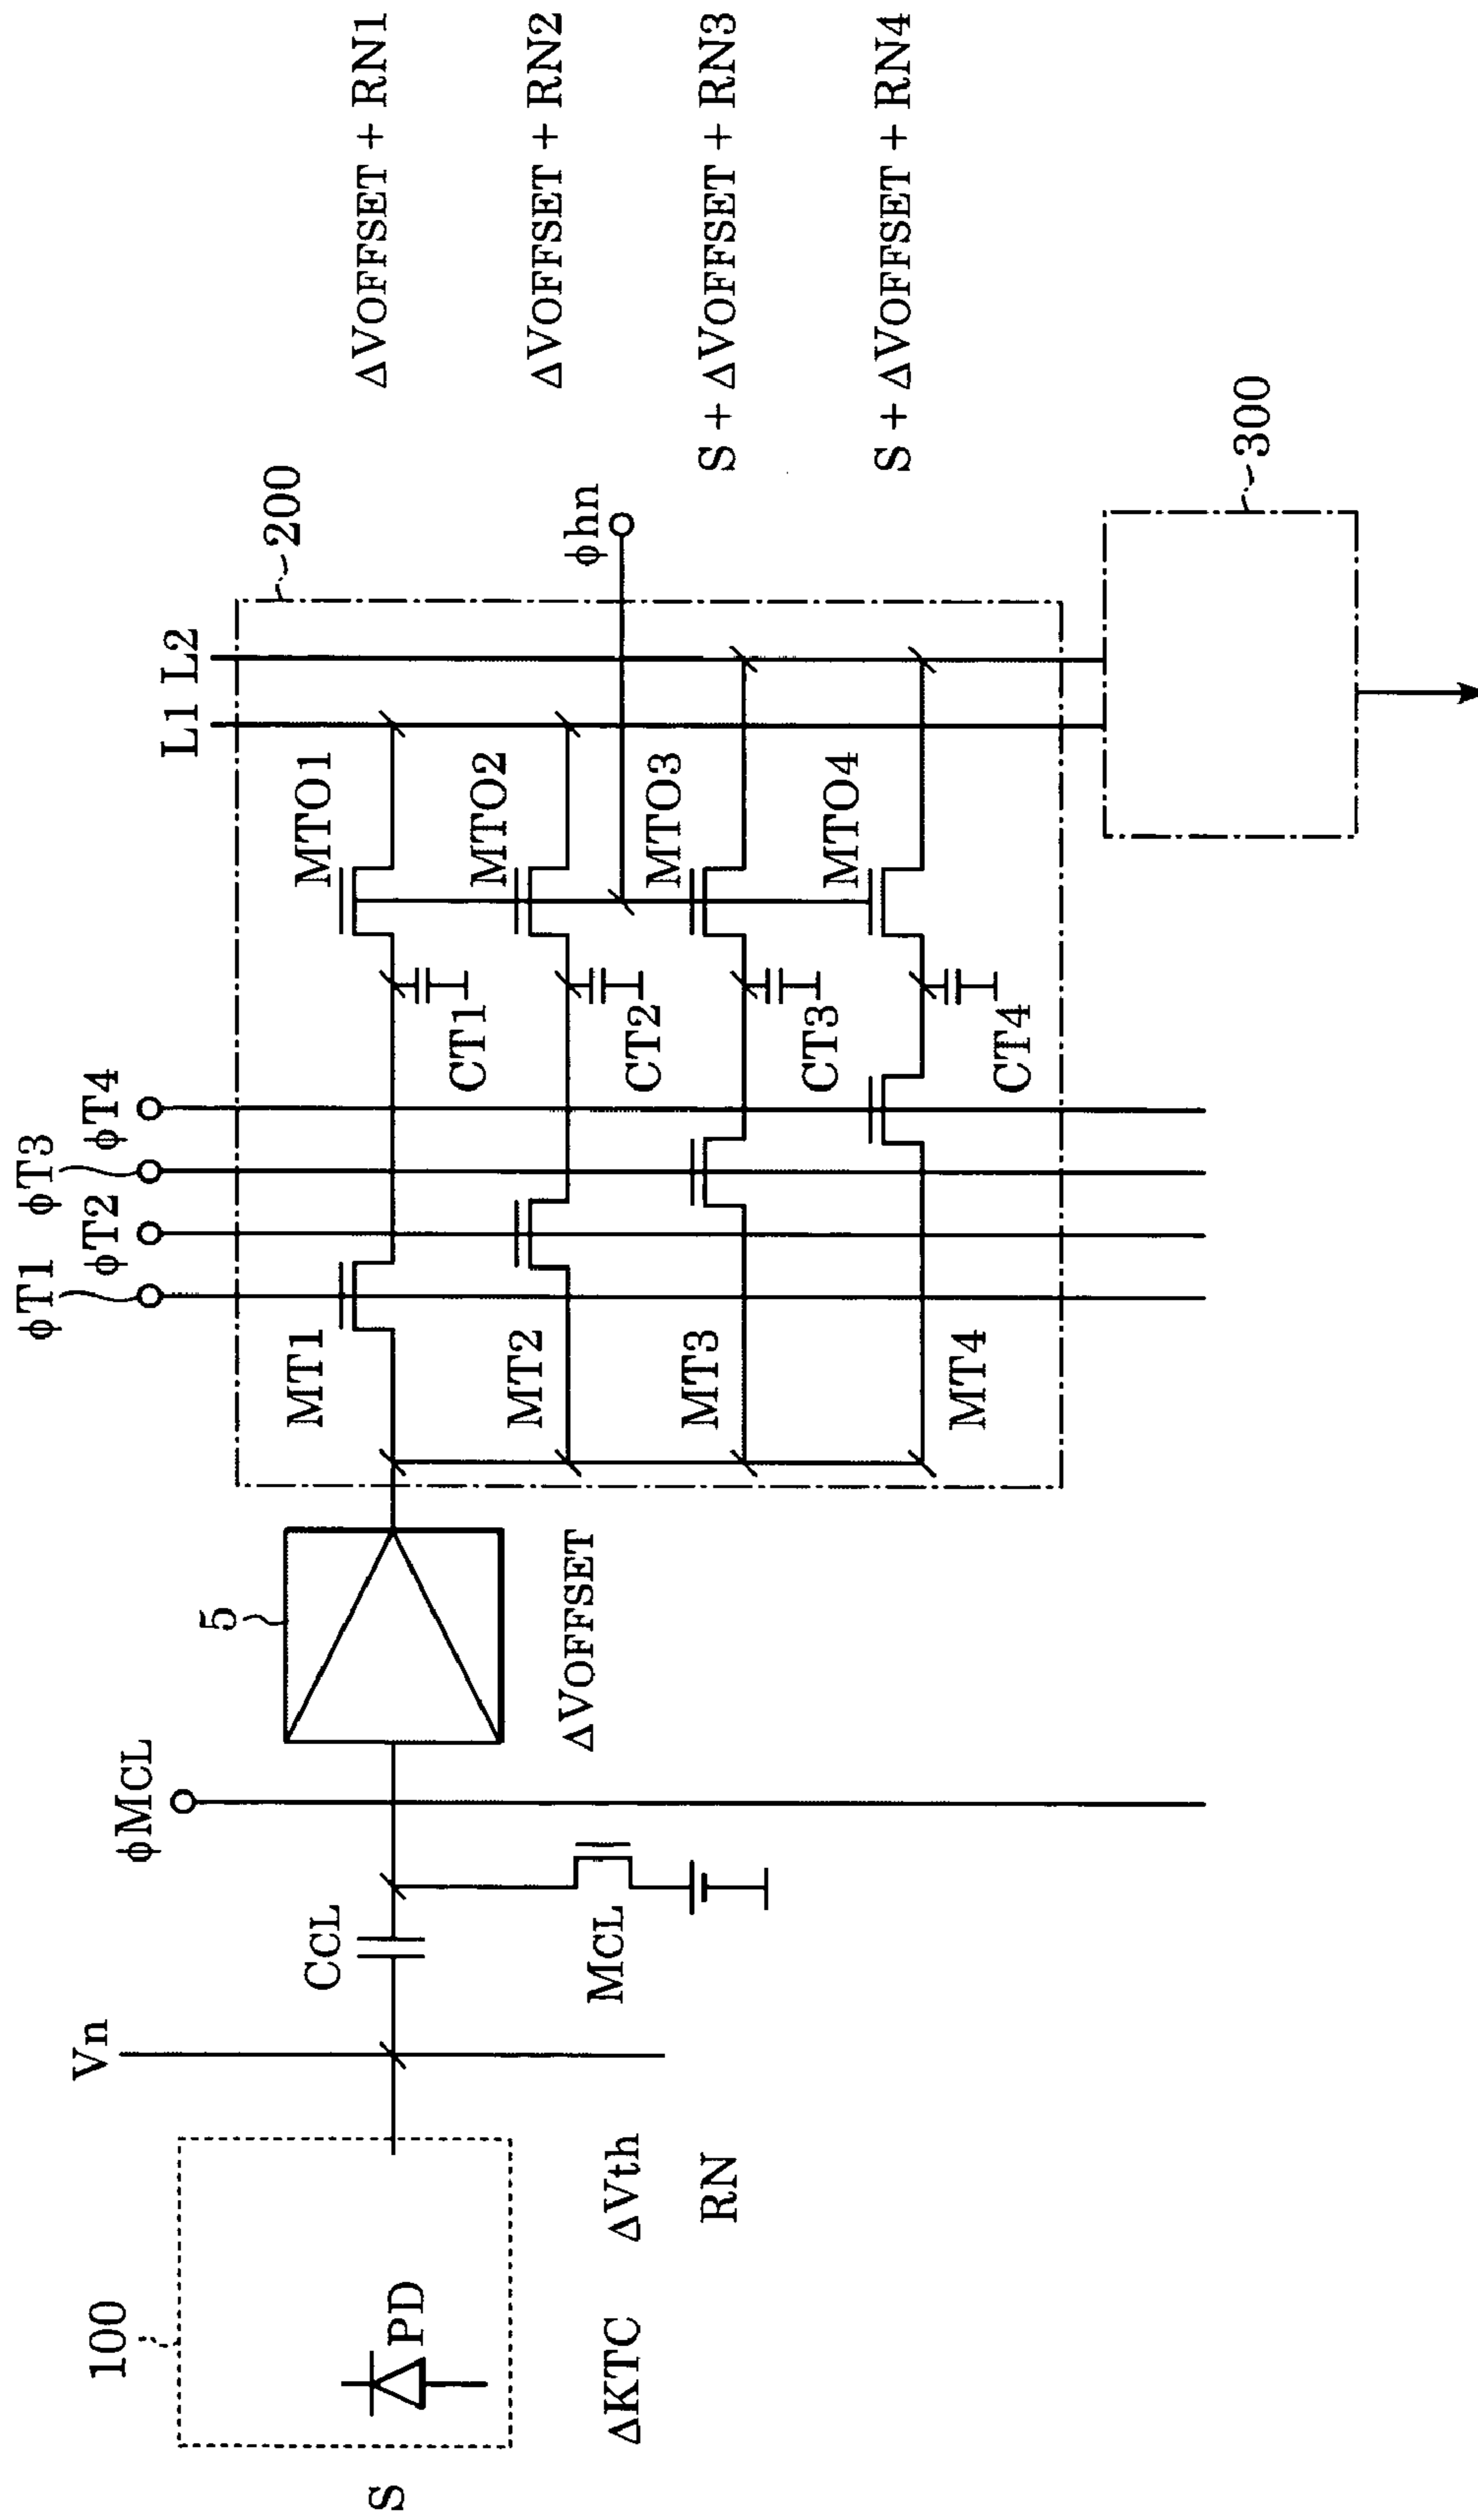 S
100
PD
ΔKTC ΔVth
RN
Vn
CCL
MCL
φMCL
5
ΔVOFFSET
φT1 φT2 φT3 φT4
MT1
MT2
MT3
MT4
CT1
CT2
CT3
CT4
MTO1
MTO2
MTO3
MTO4
L1 L2
200
φhn
300
ΔVOFFSET + RN1
ΔVOFFSET + RN2
S + ΔVOFFSET + RN3
S + ΔVOFFSET + RN4